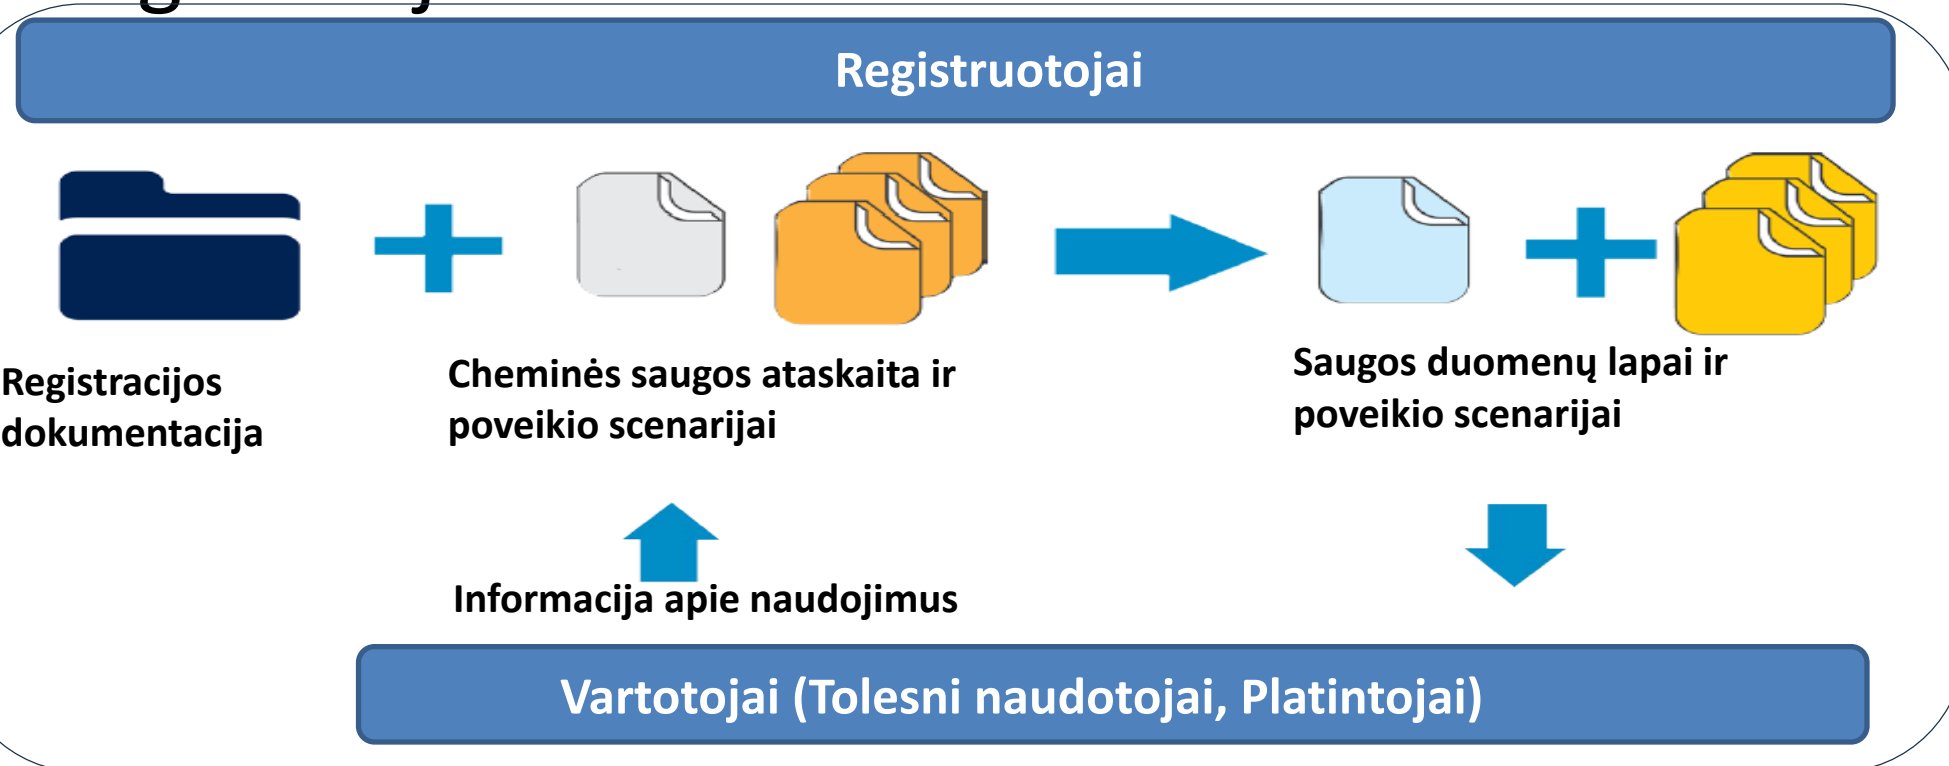 Registruotojai
Registracijos
dokumentacija
Cheminės saugos ataskaita ir
poveikio scenarijai
Saugos duomenų lapai ir
poveikio scenarijai
Informacija apie naudojimus
Vartotojai (Tolesni naudotojai, Platintojai)